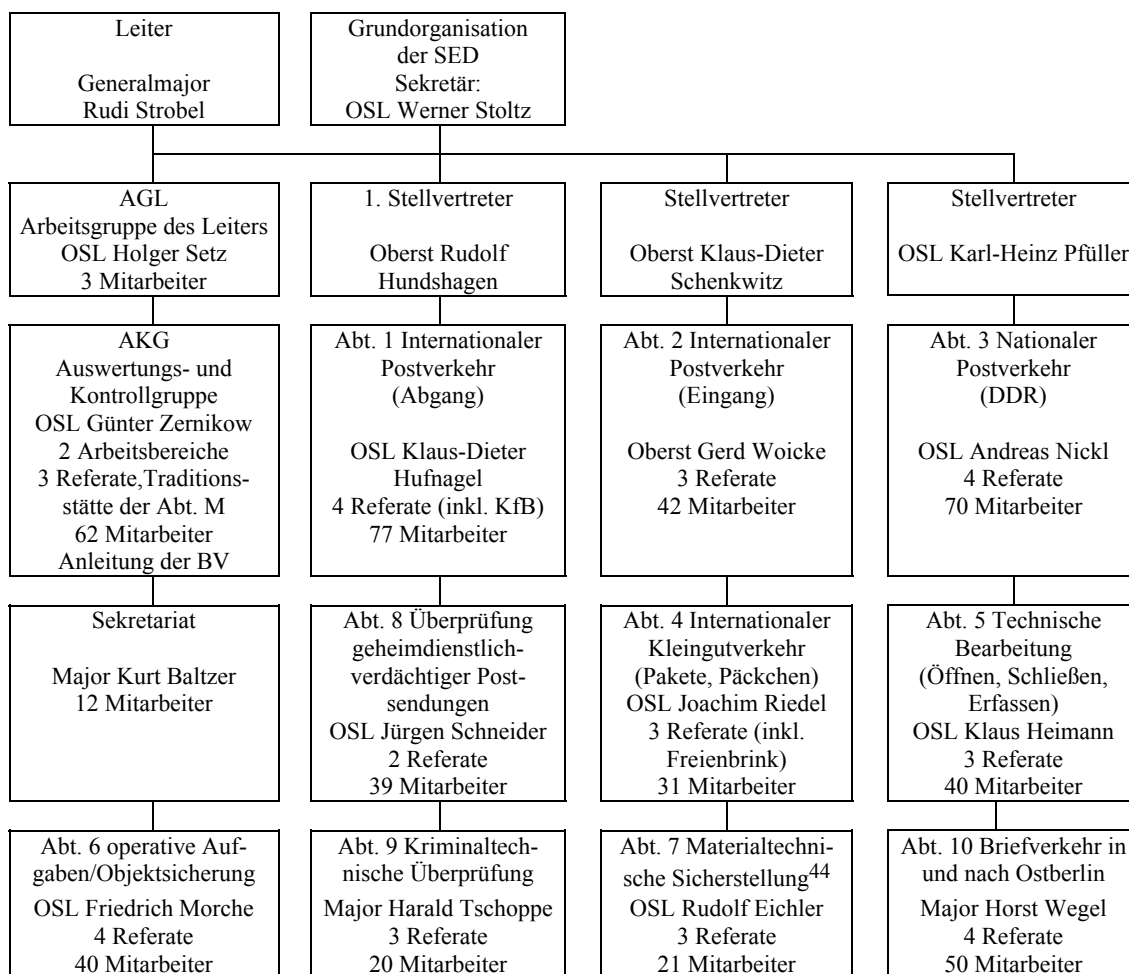 Leiter
Generalmajor
Rudi Strobel
Grundorganisation
der SED
Sekretär:
OSL Werner Stoltz
AGL
Arbeitsgruppe des Leiters
OSL Holger Setz
3 Mitarbeiter
1. Stellvertreter
Oberst Rudolf
Hundshagen
Stellvertreter
Oberst Klaus-Dieter
Schenkwitz
Stellvertreter
OSL Karl-Heinz Pfüller
AKG
Auswertungs- und
Kontrollgruppe
OSL Günter Zernikow
2 Arbeitsbereiche
3 Referate,Traditions-
stätte der Abt. M
62 Mitarbeiter
Anleitung der BV
Abt. 1 Internationaler
Postverkehr
(Abgang)
OSL Klaus-Dieter
Hufnagel
4 Referate (inkl. KfB)
77 Mitarbeiter
Abt. 2 Internationaler
Postverkehr
(Eingang)
Oberst Gerd Woicke
3 Referate
42 Mitarbeiter
Abt. 3 Nationaler
Postverkehr
(DDR)
OSL Andreas Nickl
4 Referate
70 Mitarbeiter
Sekretariat
Major Kurt Baltzer
12 Mitarbeiter
Abt. 8 Überprüfung
geheimdienstlich-
verdächtiger Post-
sendungen
OSL Jürgen Schneider
2 Referate
39 Mitarbeiter
Abt. 4 Internationaler
Kleingutverkehr
(Pakete, Päckchen)
OSL Joachim Riedel
3 Referate (inkl.
Freienbrink)
31 Mitarbeiter
Abt. 5 Technische
Bearbeitung
(Öffnen, Schließen,
Erfassen)
OSL Klaus Heimann
3 Referate
40 Mitarbeiter
Abt. 6 operative Auf-
gaben/Objektsicherung
OSL Friedrich Morche
4 Referate
40 Mitarbeiter
Abt. 9 Kriminaltech-
nische Überprüfung
Major Harald Tschoppe
3 Referate
20 Mitarbeiter
Abt. 7 Materialtechni-
sche Sicherstellung44
OSL Rudolf Eichler
3 Referate
21 Mitarbeiter
Abt. 10 Briefverkehr in
und nach Ostberlin
Major Horst Wegel
4 Referate
50 Mitarbeiter